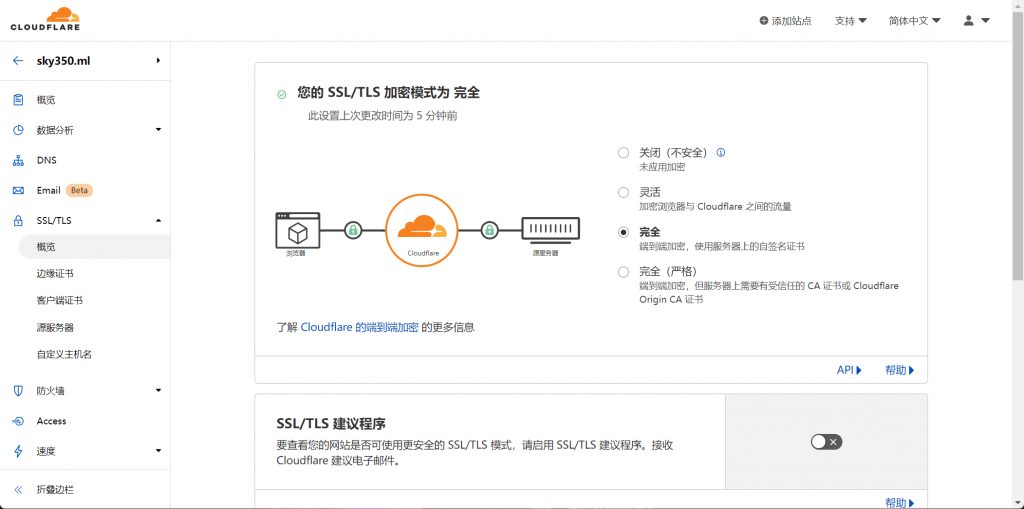 CLOUDFLARE
添加站点
支持
简体中文
sky350.ml
概览
数据分析
DNS
Email Beta
SSL/TLS
概览
边缘证书
客户端证书
源服务器
自定义主机名
防火墙
Access
速度
折叠边栏
您的 SSL/TLS 加密模式为 完全
此设置上次更改时间为 5 分钟前
浏览器
Cloudflare
源服务器
关闭（不安全）
未应用加密
灵活
加密浏览器与 Cloudflare 之间的流量
完全
端到端加密，使用服务器上的自签名证书
完全（严格）
端到端加密，但服务器上需要有受信任的 CA 证书或 Cloudflare
Origin CA 证书
了解 Cloudflare 的端到端加密 的更多信息
API
帮助
SSL/TLS 建议程序
要查看您的网站是否可使用更安全的 SSL/TLS 模式，请启用 SSL/TLS 建议程序。接收
Cloudflare 建议电子邮件。
帮助